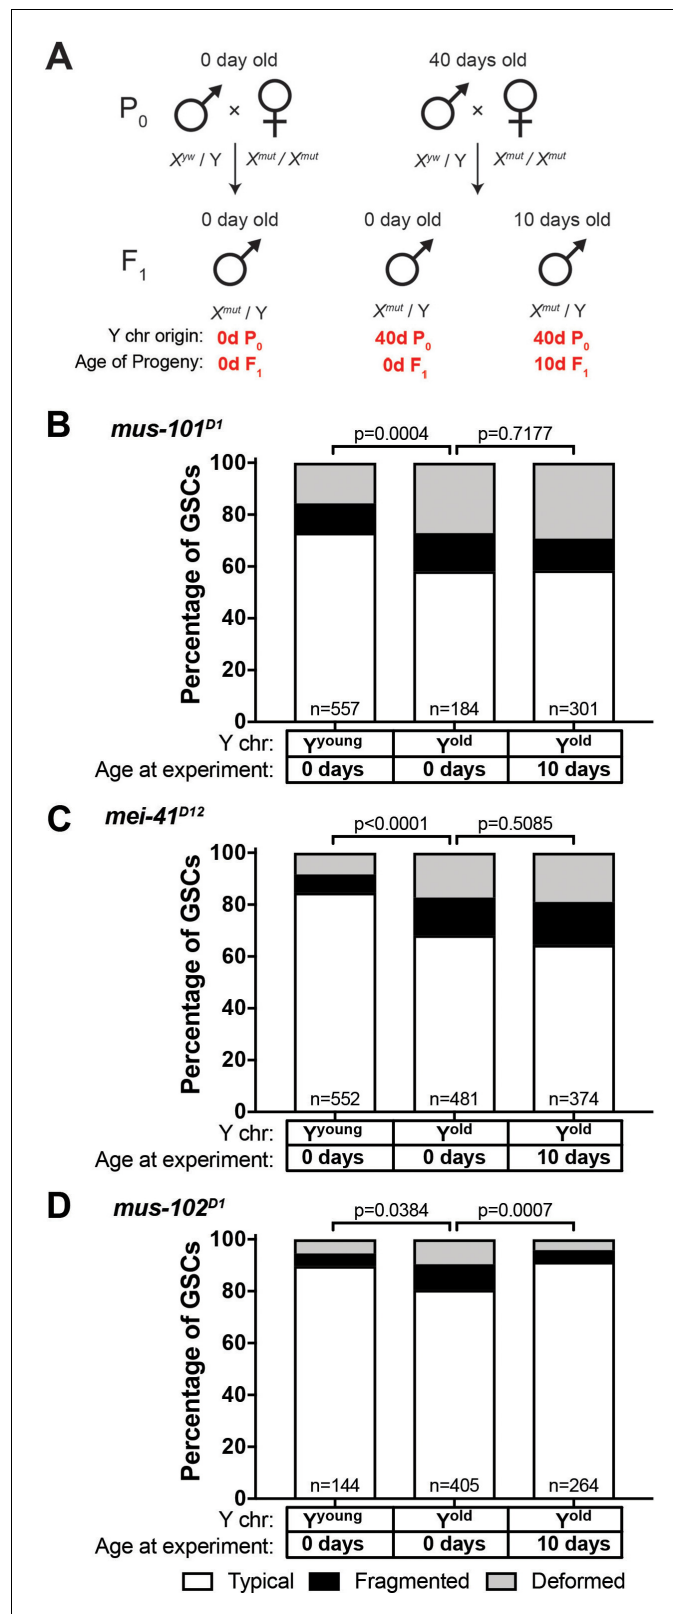 A
0 day old
40 days old
P0
×
×
Xyw / Y
Xmut / Xmut
Xyw / Y
Xmut / Xmut
0 day old
0 day old
10 days old
F1
Xmut / Y
Xmut / Y
Xmut / Y
Y chr origin: 0d P0 40d P0 40d P0
Age of Progeny: 0d F1 0d F1 10d F1
B
mus-101D1
p=0.0004
p=0.7177
Percentage of GSCs
100
80
60
40
20
0
n=557
n=184
n=301
Y chr: Yyoung Yold Yold
Age at experiment: 0 days 0 days 10 days
C
mei-41D12
p<0.0001
p=0.5085
Percentage of GSCs
100
80
60
40
20
0
n=552
n=481
n=374
Y chr: Yyoung Yold Yold
Age at experiment: 0 days 0 days 10 days
D
mus-102D1
p=0.0384
p=0.0007
Percentage of GSCs
100
80
60
40
20
0
n=144
n=405
n=264
Y chr: Yyoung Yold Yold
Age at experiment: 0 days 0 days 10 days
Typical Fragmented Deformed